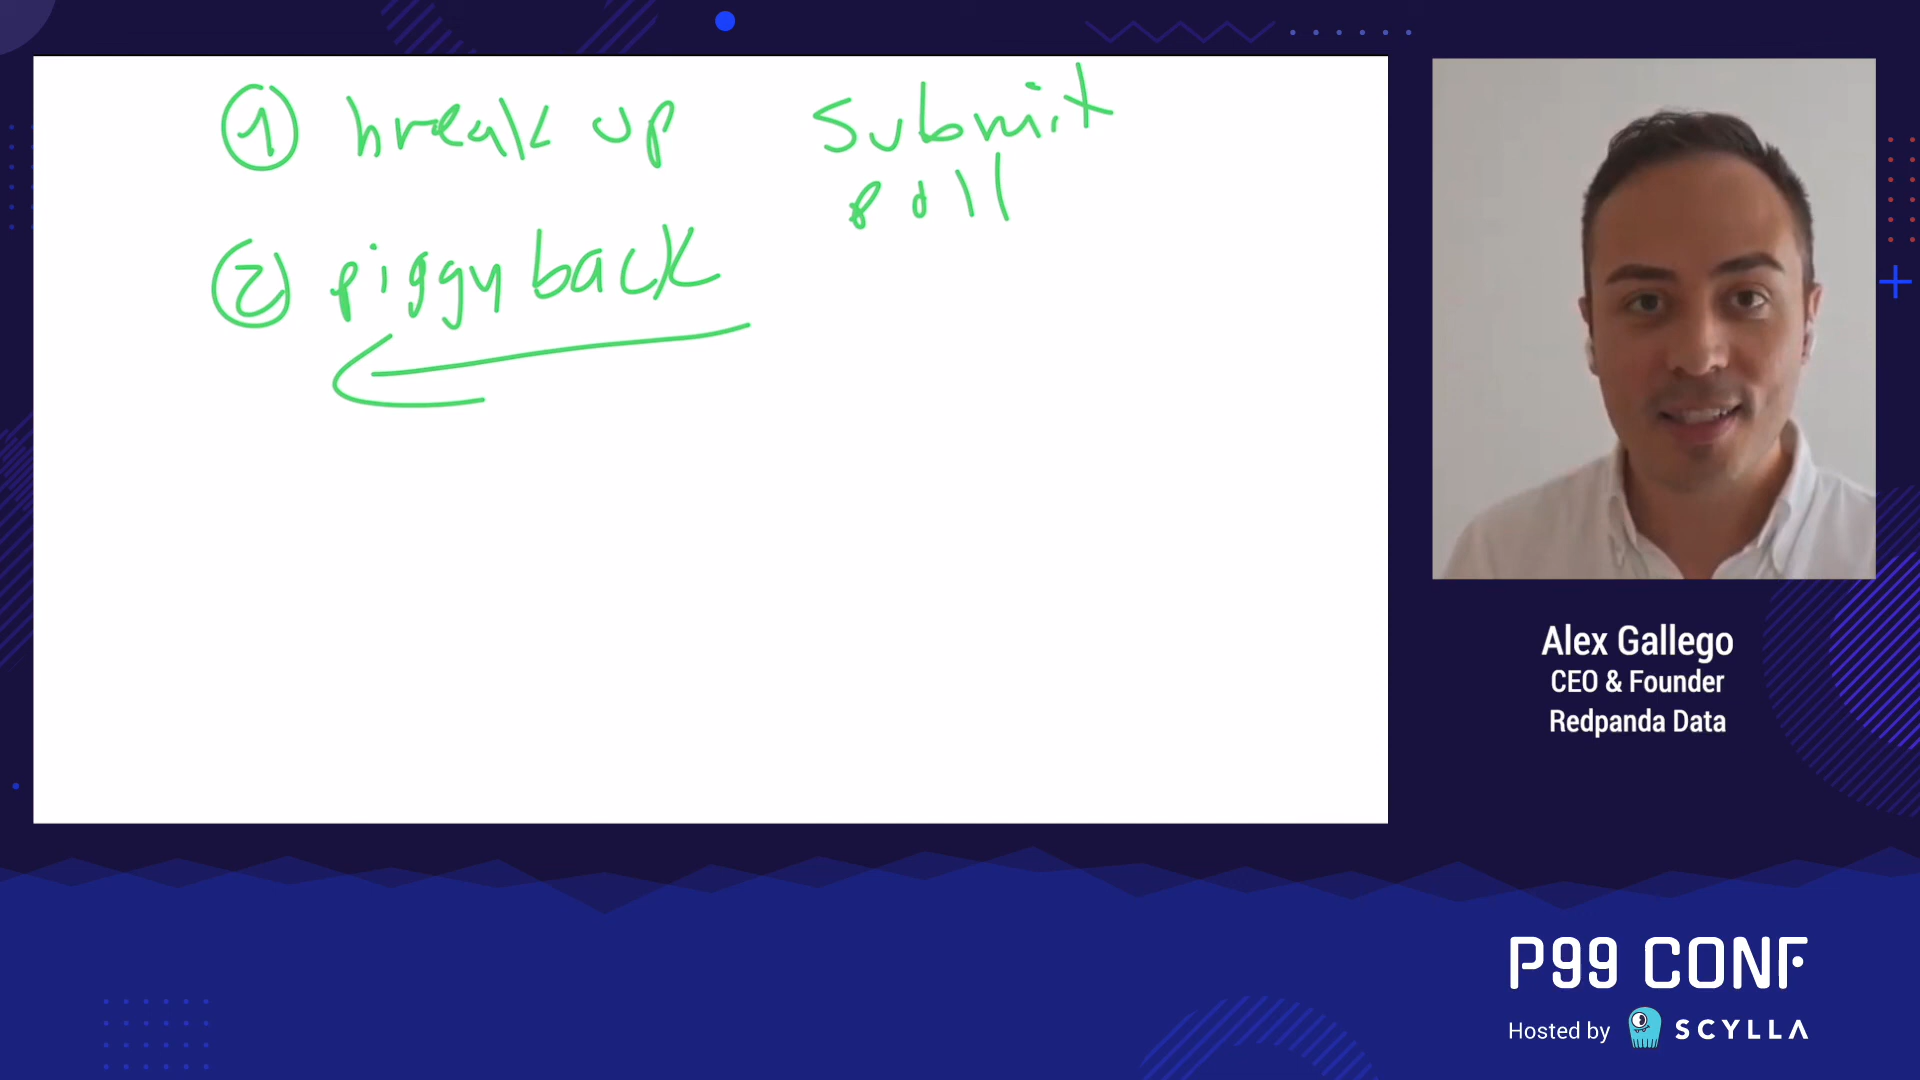 1 break up submit
poll
2 piggyback
Alex Gallego
CEO & Founder
Redpanda Data
P99 CONF
Hosted by SCYLLA